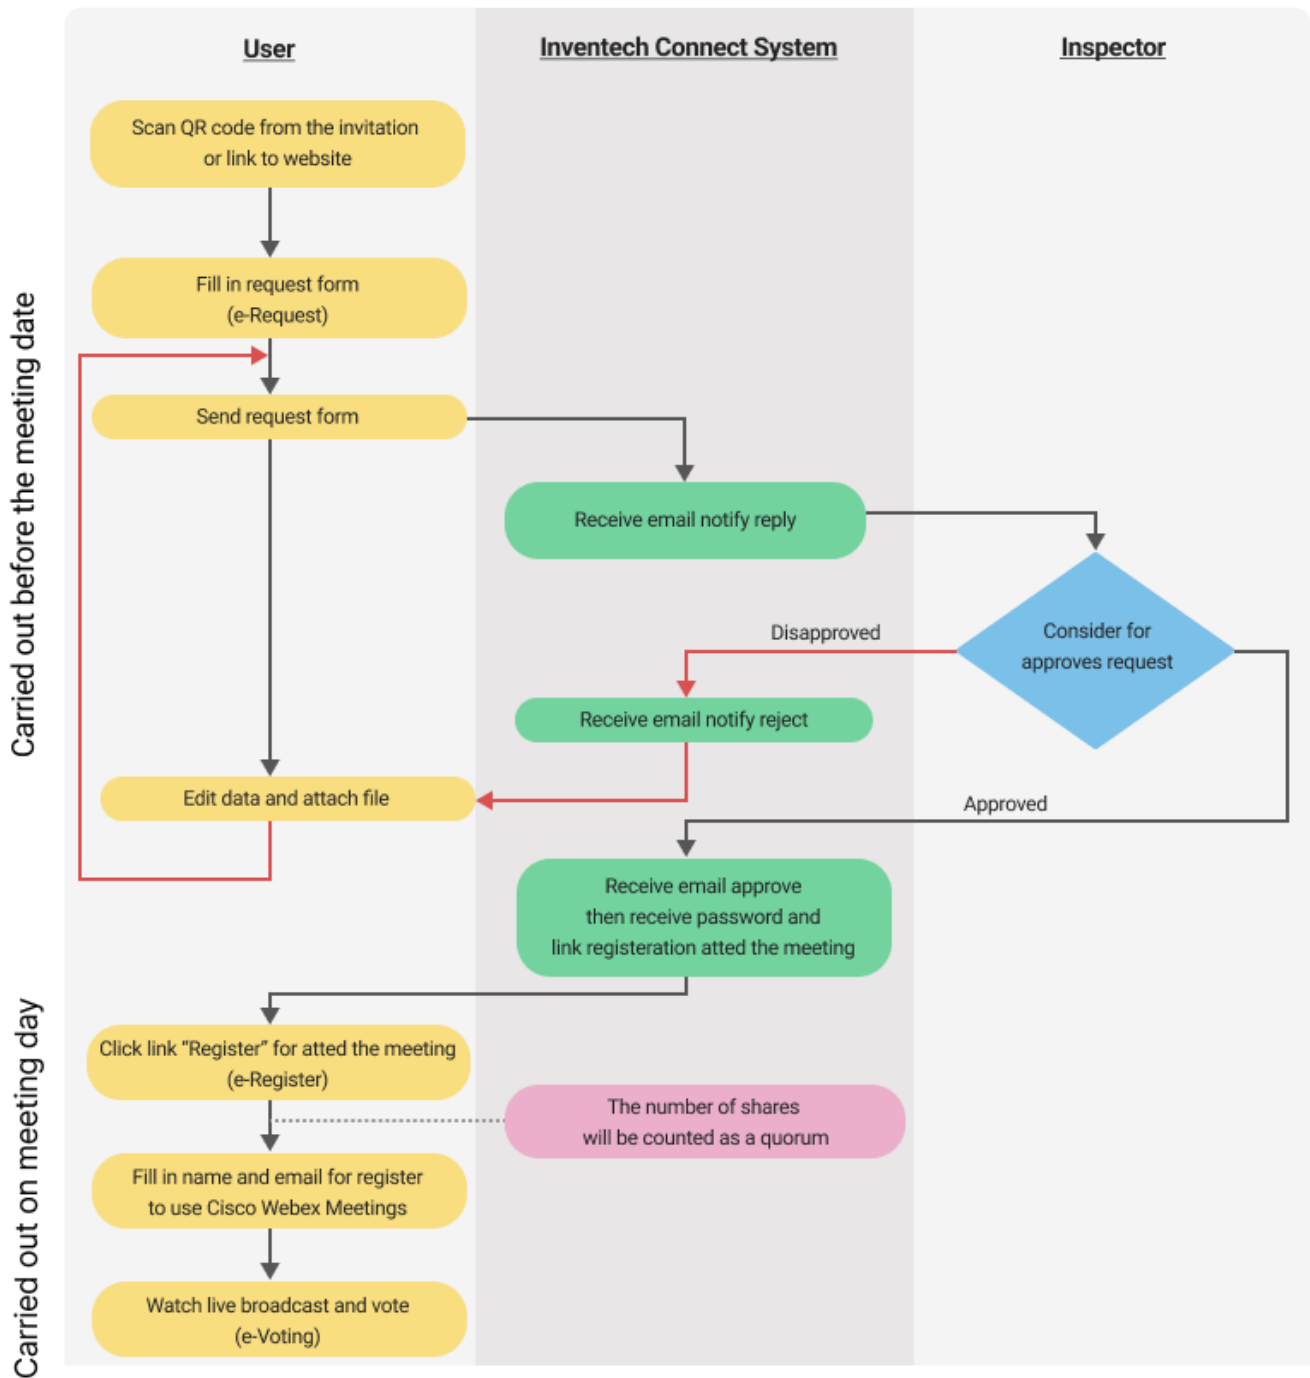 User
Inventech Connect System
Inspector
Scan QR code from the invitation
or link to website
Fill in request form
(e-Request)
Send request form
Receive email notify reply
Consider for
approves request
Disapproved
Receive email notify reject
Edit data and attach file
Approved
Receive email approve
then receive password and
link registeration atted the meeting
Click link “Register” for atted the meeting
(e-Register)
The number of shares
will be counted as a quorum
Fill in name and email for register
to use Cisco Webex Meetings
Watch live broadcast and vote
(e-Voting)
Carried out before the meeting date
Carried out on meeting day